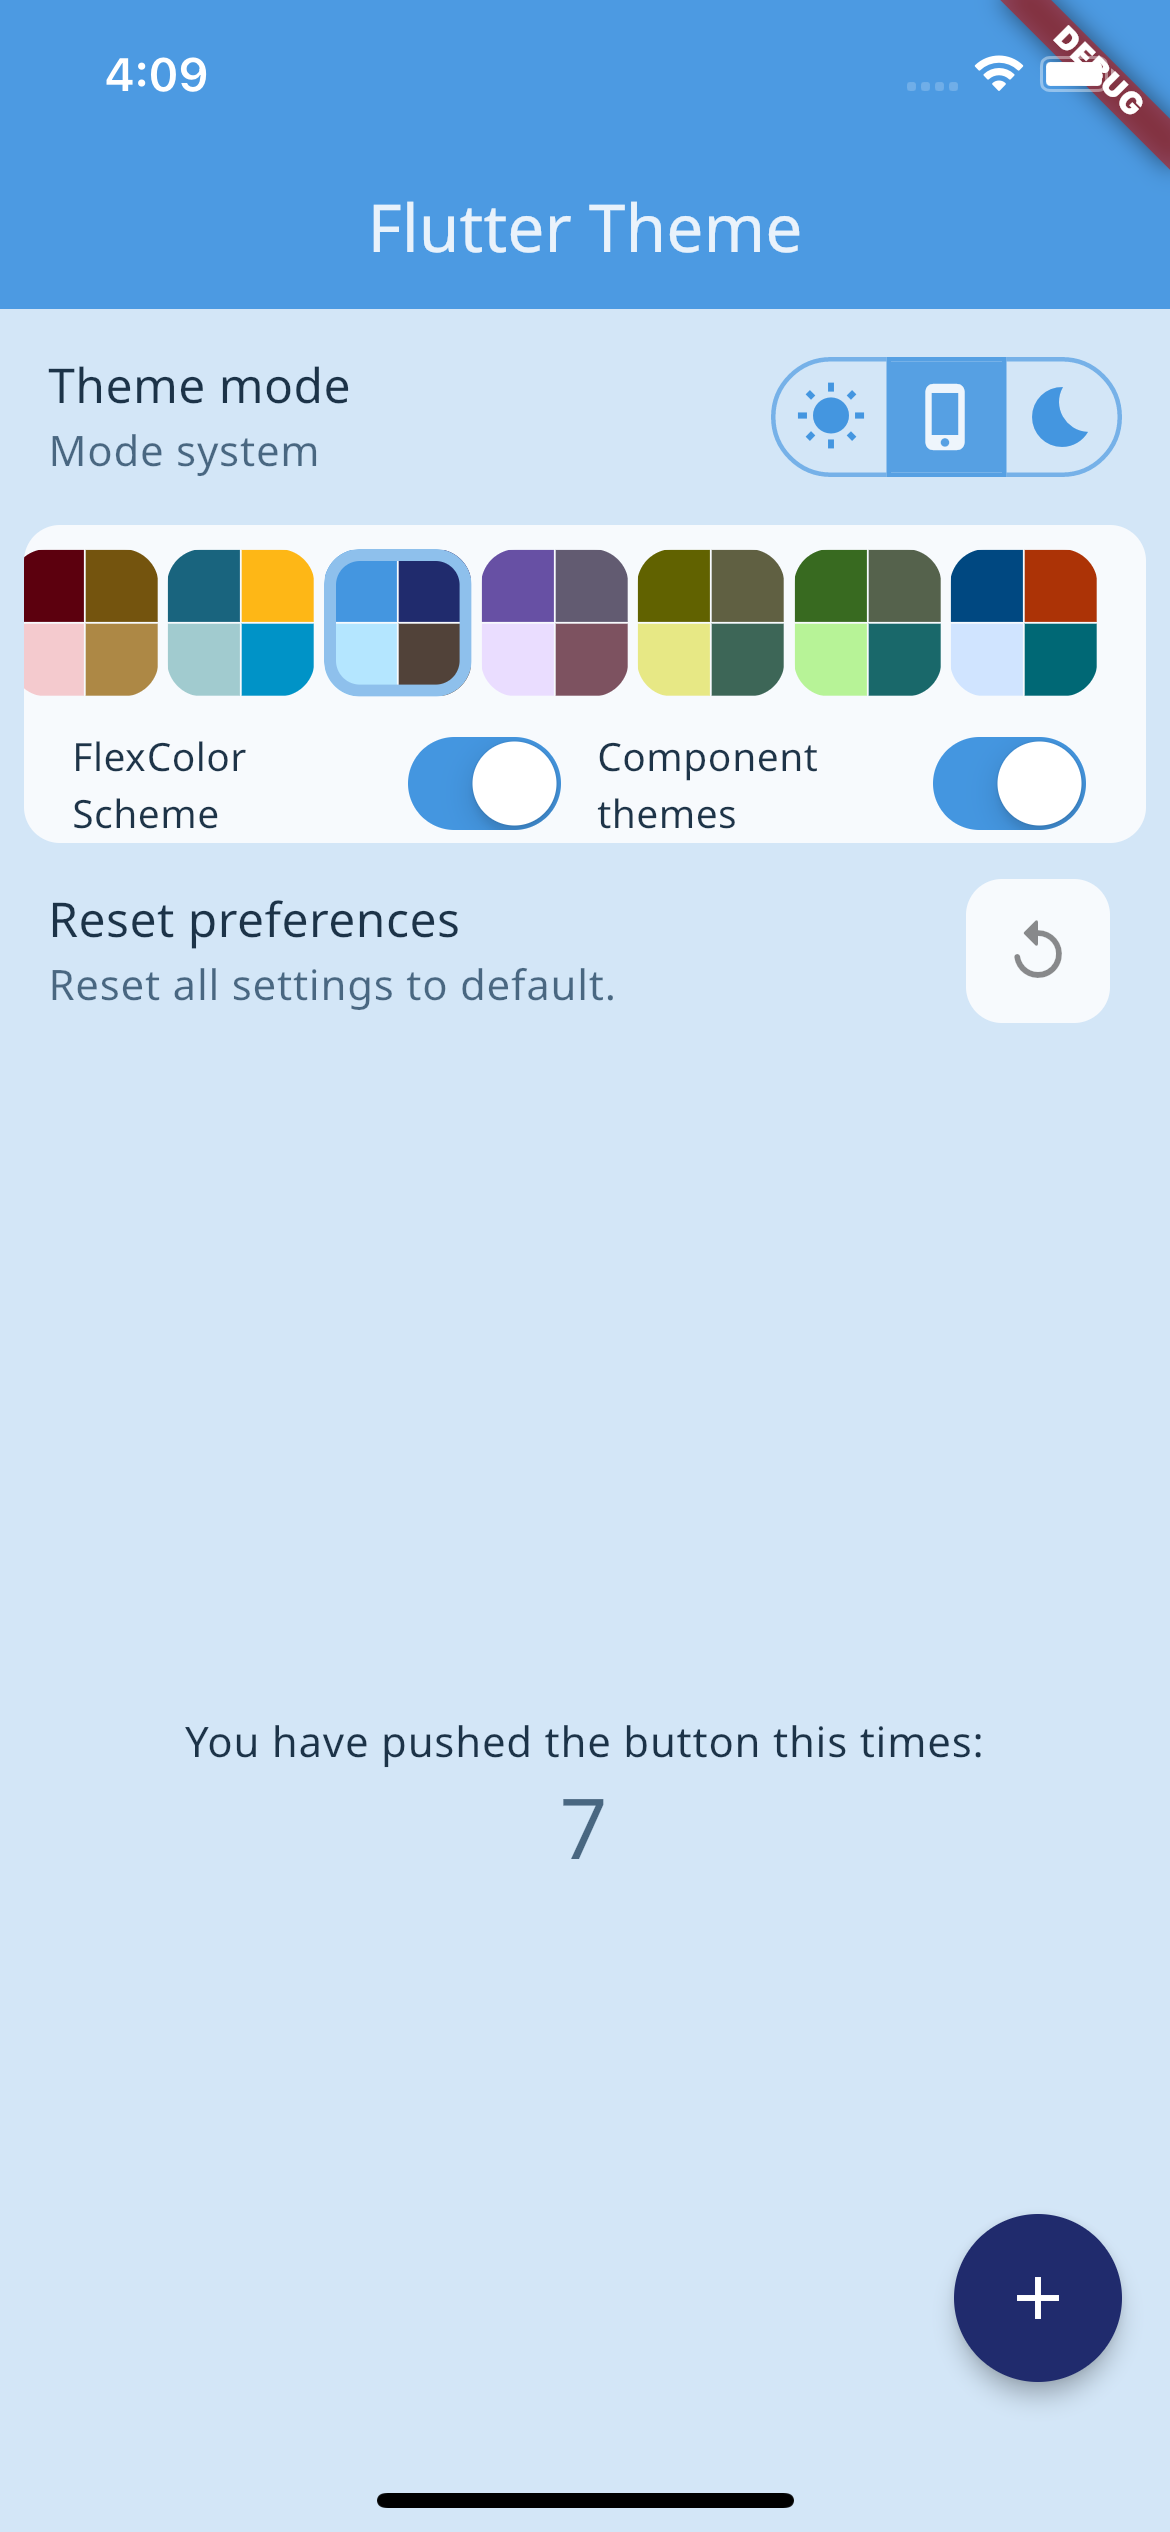 4:09
DEBUG
Flutter Theme
Theme mode
Mode system
FlexColor
Scheme
Component
themes
Reset preferences
Reset all settings to default.
You have pushed the button this times:
7